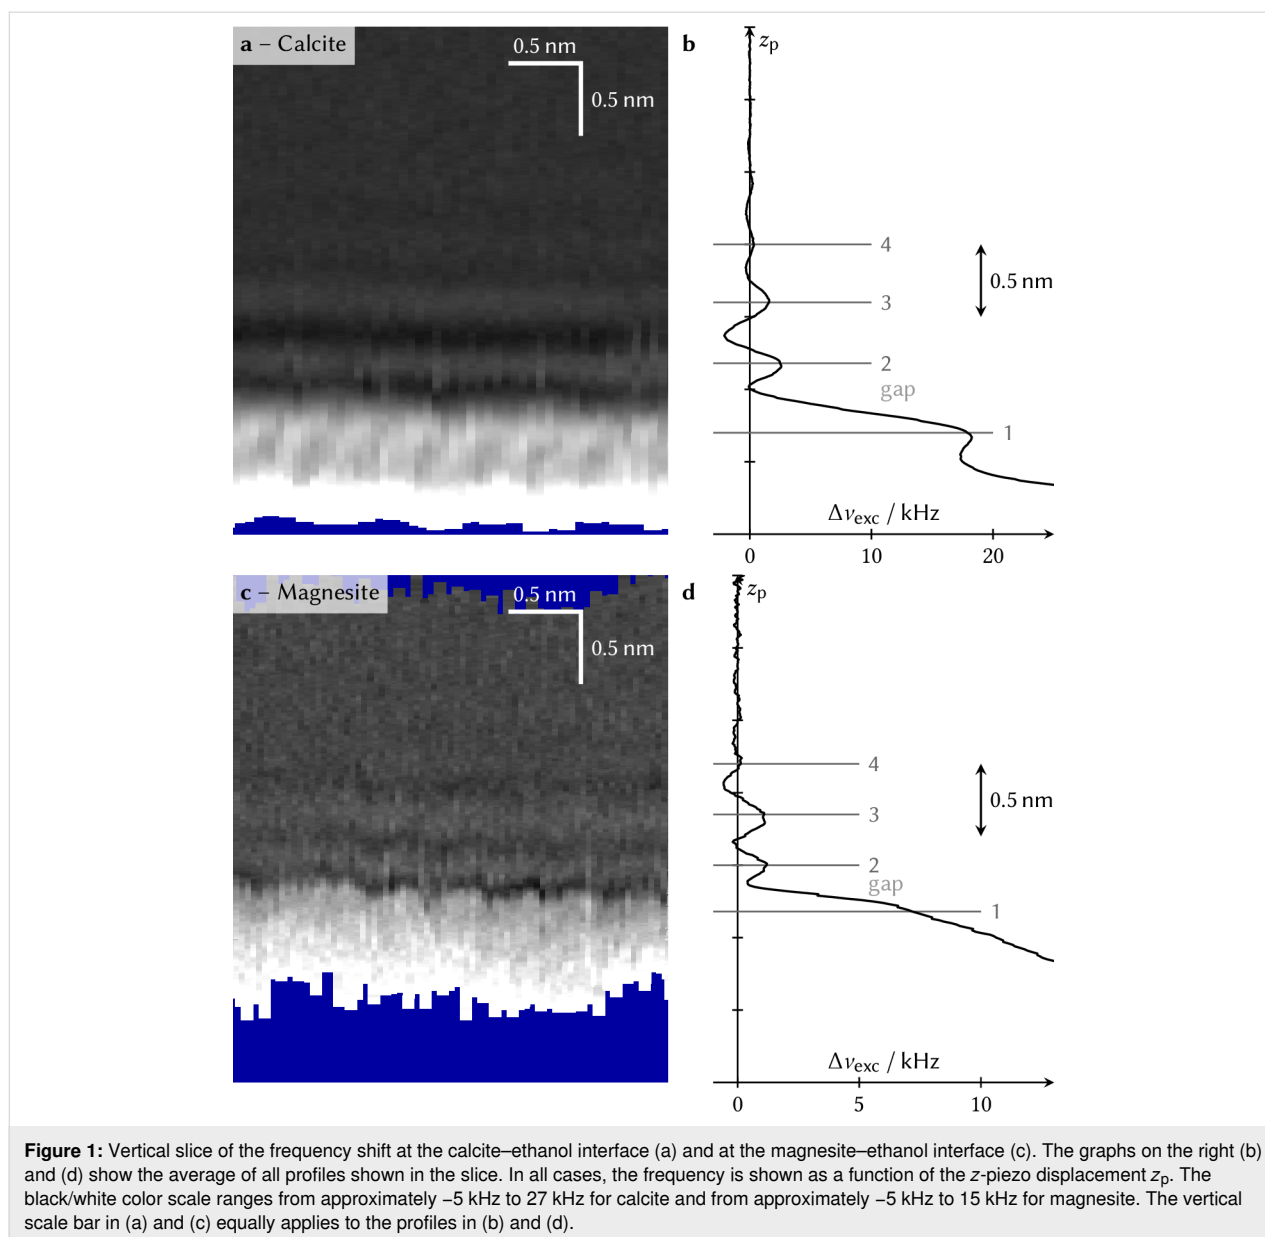 a – Calcite
0.5 nm
0.5 nm
b
zp
4
3
0.5 nm
2
gap
1
Δνexc / kHz
0 10 20
c – Magnesite
0.5 nm
0.5 nm
d
zp
4
3
0.5 nm
2
gap
1
Δνexc / kHz
0 5 10
Figure 1: Vertical slice of the frequency shift at the calcite–ethanol interface (a) and at the magnesite–ethanol interface (c). The graphs on the right (b)
and (d) show the average of all profiles shown in the slice. In all cases, the frequency is shown as a function of the z-piezo displacement zp. The
black/white color scale ranges from approximately −5 kHz to 27 kHz for calcite and from approximately −5 kHz to 15 kHz for magnesite. The vertical
scale bar in (a) and (c) equally applies to the profiles in (b) and (d).